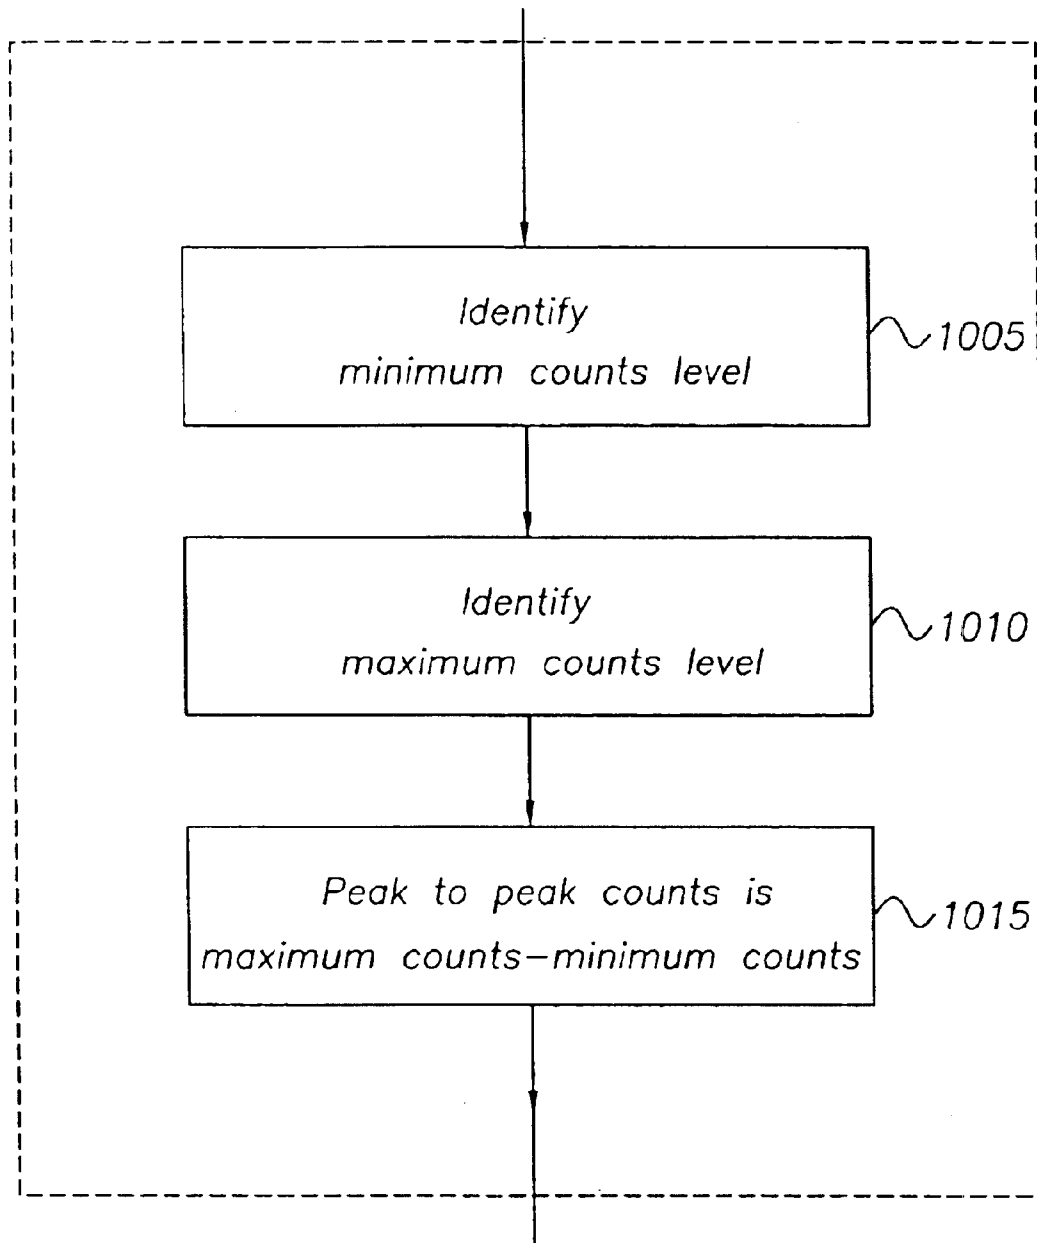 Identify
minimum counts level
1005
Identify
maximum counts level
1010
Peak to peak counts is
maximum counts-minimum counts
1015